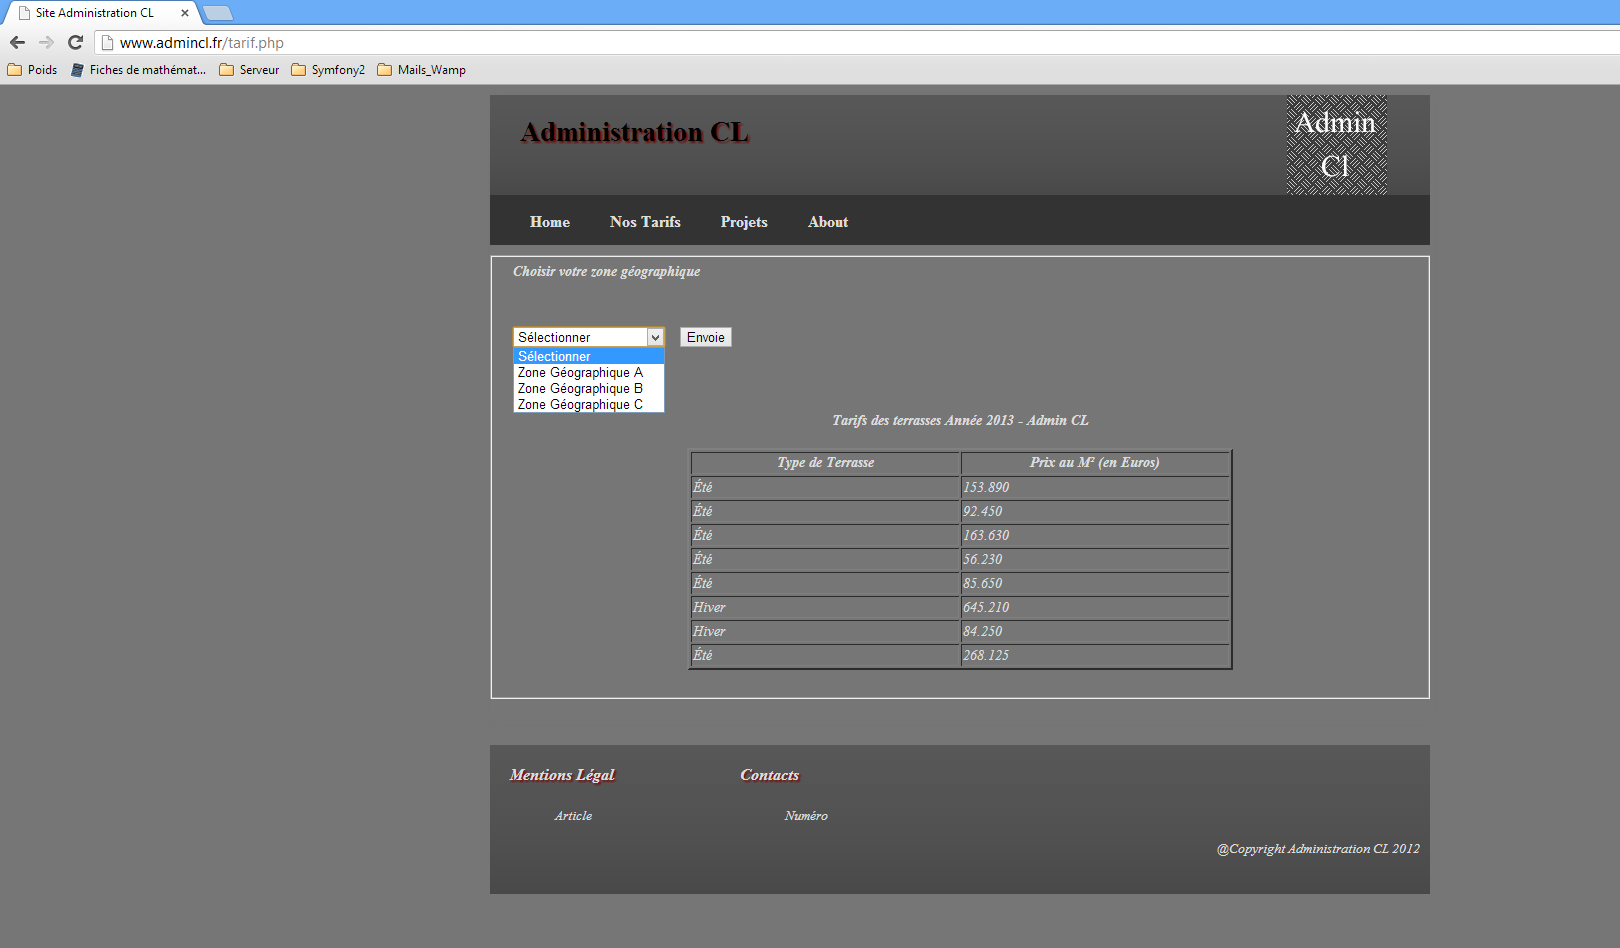 Site Administration CL
www.admincl.fr/tarif.php
Poids Fiches de mathémat... Serveur Symfony2 Mails_Wamp
Administration CL
Admin
Cl
Home Nos Tarifs Projets About
Choisir votre zone géographique
Sélectionner Envoie
Sélectionner
Zone Géographique A
Zone Géographique B
Zone Géographique C
Tarifs des terrasses Année 2013 - Admin CL
Type de Terrasse Prix au M² (en Euros)
Été 153.890
Été 92.450
Été 163.630
Été 56.230
Été 85.650
Hiver 645.210
Hiver 84.250
Été 268.125
Mentions Légal Contacts
Article Numéro
@Copyright Administration CL 2012